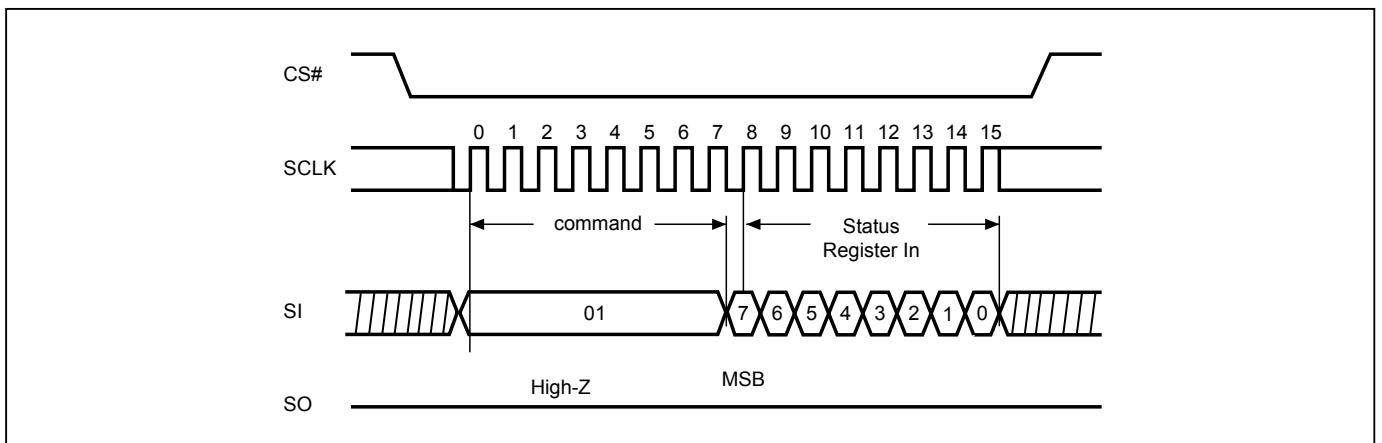 CS#
0 1 2 3 4 5 6 7 8 9 10 11 12 13 14 15
SCLK
command
Status
Register In
SI
01 7 6 5 4 3 2 1 0
High-Z MSB
SO